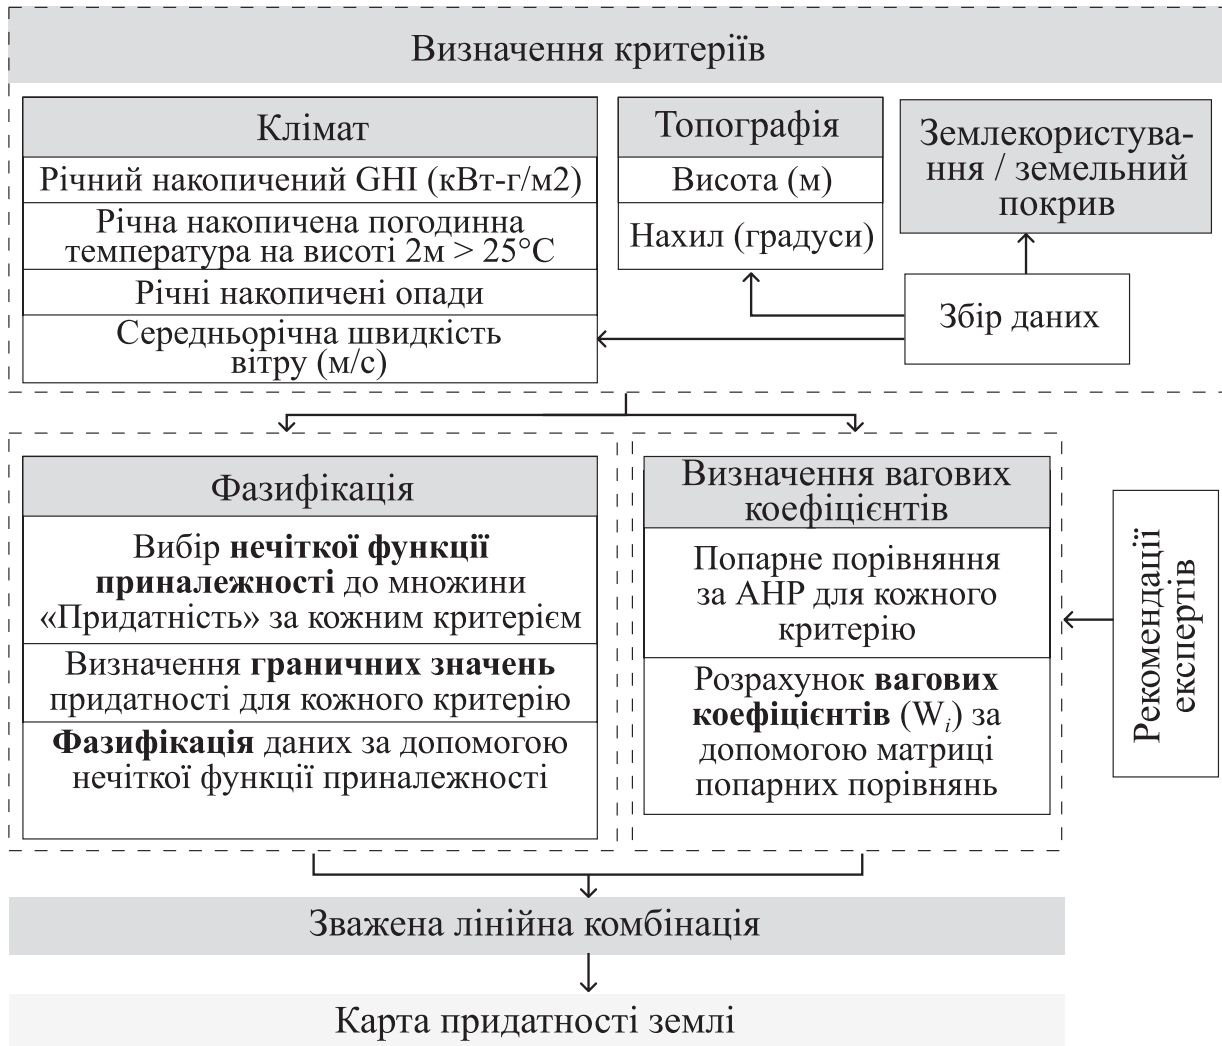 Визначення критеріїв
Клімат
Річний накопичений GHI (кВт-г/м2)
Річна накопичена погодинна
температура на висоті 2м > 25°C
Річні накопичені опади
Середньорічна швидкість
вітру (м/с)
Топографія
Висота (м)
Нахил (градуси)
Землекористува-
ння / земельний
покрив
Збір даних
Фазифікація
Вибір нечіткої функції
приналежності до множини
«Придатність» за кожним критерієм
Визначення граничних значень
придатності для кожного критерію
Фазифікація даних за допомогою
нечіткої функції приналежності
Визначення вагових
коефіцієнтів
Попарне порівняння
за АНР для кожного
критерію
Розрахунок вагових
коефіцієнтів (Wi) за
допомогою матриці
попарних порівнянь
Рекомендації
експертів
Зважена лінійна комбінація
Карта придатності землі